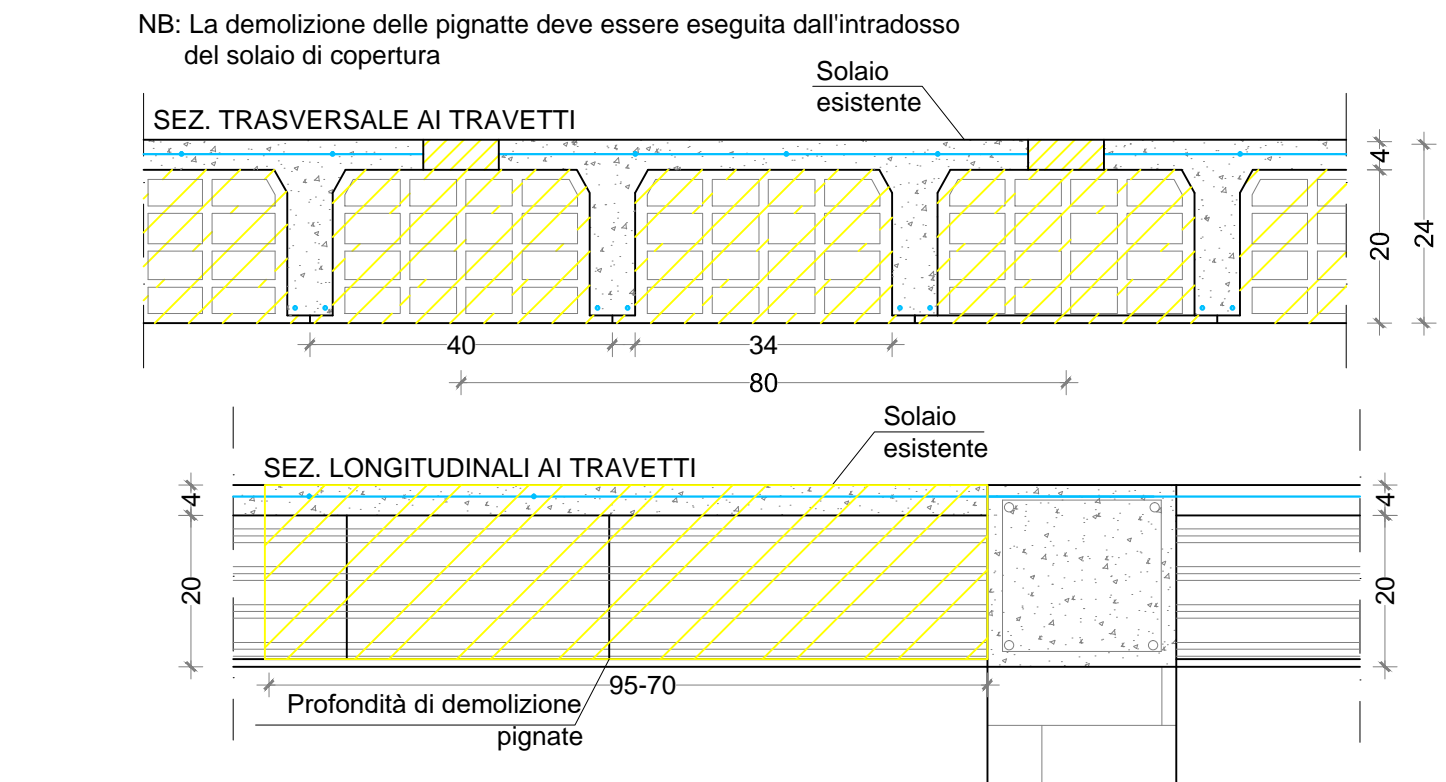 NB: La demolizione delle pignatte deve essere eseguita dall'intradosso
del solaio di copertura
Solaio
esistente
SEZ. TRASVERSALE AI TRAVETTI
4
20
24
40
34
80
Solaio
esistente
SEZ. LONGITUDINALI AI TRAVETTI
4
4
20
20
95-70
Profondità di demolizione
pignate